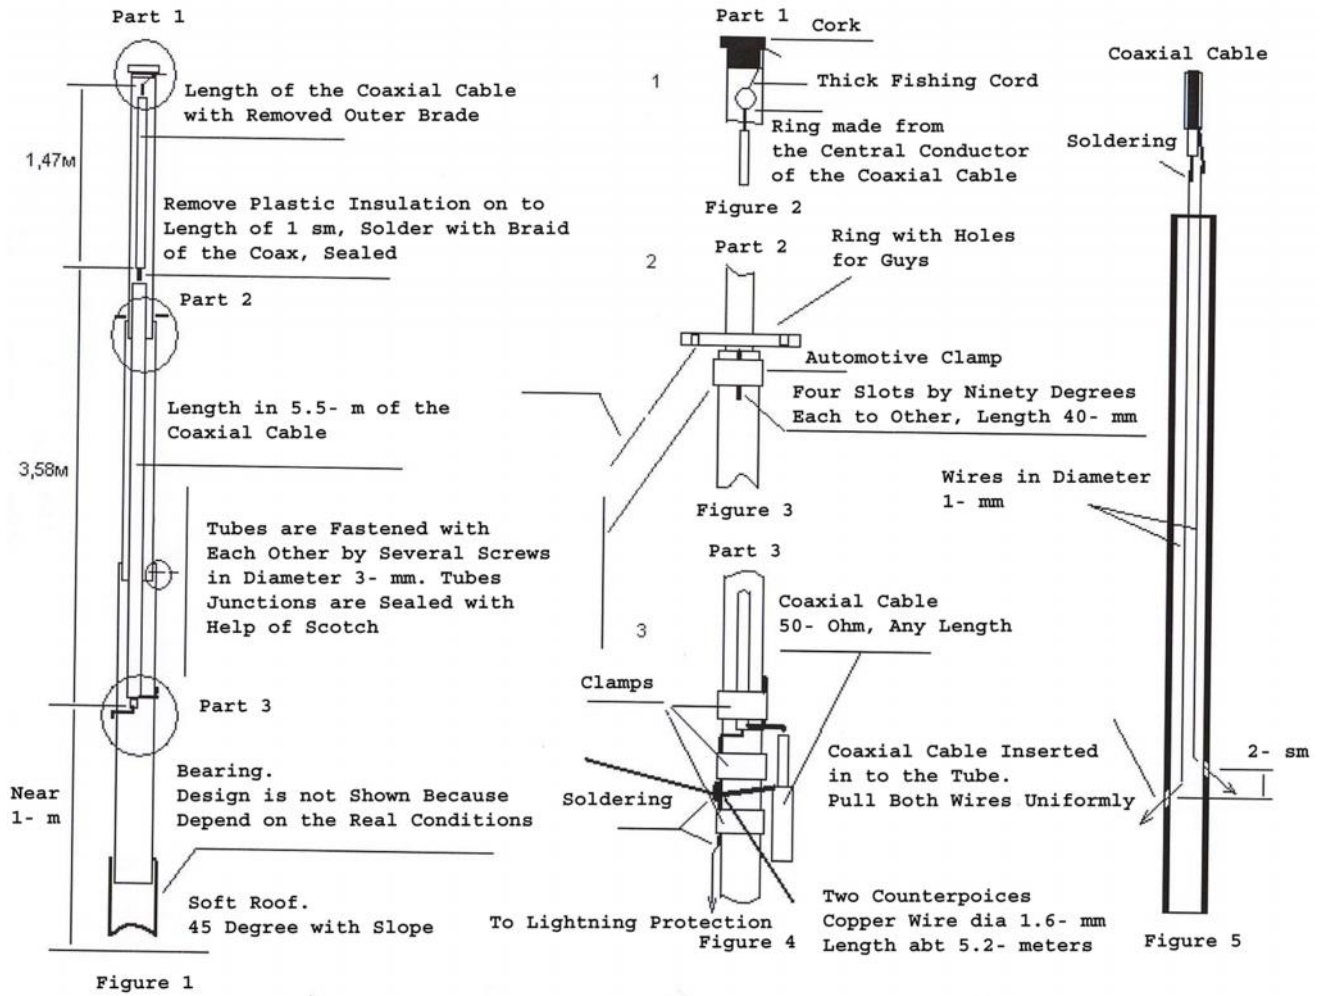 Part 1
Length of the Coaxial Cable
with Removed Outer Brade
1,47м
Remove Plastic Insulation on to
Length of 1 sm, Solder with Braid
of the Coax, Sealed
Part 2
Length in 5.5- m of the
Coaxial Cable
3,58м
Tubes are Fastened with
Each Other by Several Screws
in Diameter 3- mm. Tubes
Junctions are Sealed with
Help of Scotch
Part 3
Bearing.
Design is not Shown Because
Depend on the Real Conditions
Near
1- m
Soft Roof.
45 Degree with Slope
Figure 1
Part 1
Cork
1
Thick Fishing Cord
Ring made from
the Central Conductor
of the Coaxial Cable
Figure 2
Part 2
2
Ring with Holes
for Guys
Automotive Clamp
Four Slots by Ninety Degrees
Each to Other, Length 40- mm
Figure 3
Part 3
3
Coaxial Cable
50- Ohm, Any Length
Clamps
Soldering
Two Counterpoices
Copper Wire dia 1.6- mm
Length abt 5.2- meters
To Lightning Protection
Figure 4
Coaxial Cable
Soldering
Wires in Diameter
1- mm
Coaxial Cable Inserted
in to the Tube.
Pull Both Wires Uniformly
2- sm
Figure 5